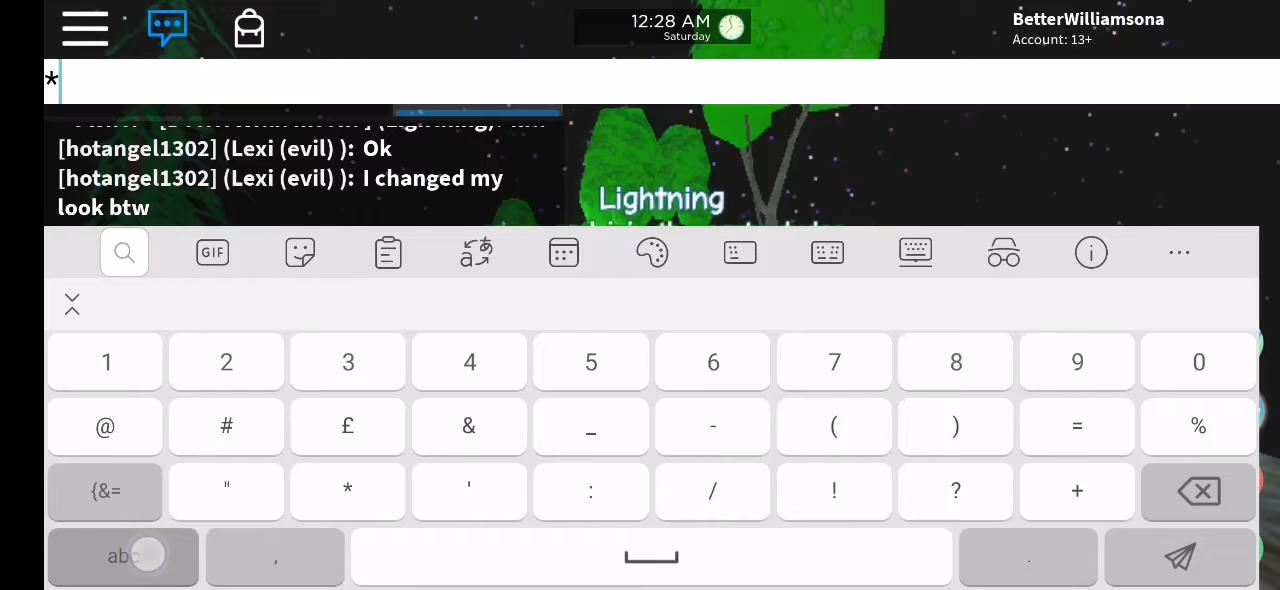 12:28 AM
Saturday
BetterWilliamsona
Account: 13+
*
[hotangel1302] (Lexi (evil) ): Ok
[hotangel1302] (Lexi (evil) ): I changed my
look btw
Lightning
GIF
1 2 3 4 5 6 7 8 9 0
@ # £ & _ - ( ) = %
{&= " * ' : / ! ? +
abc , .